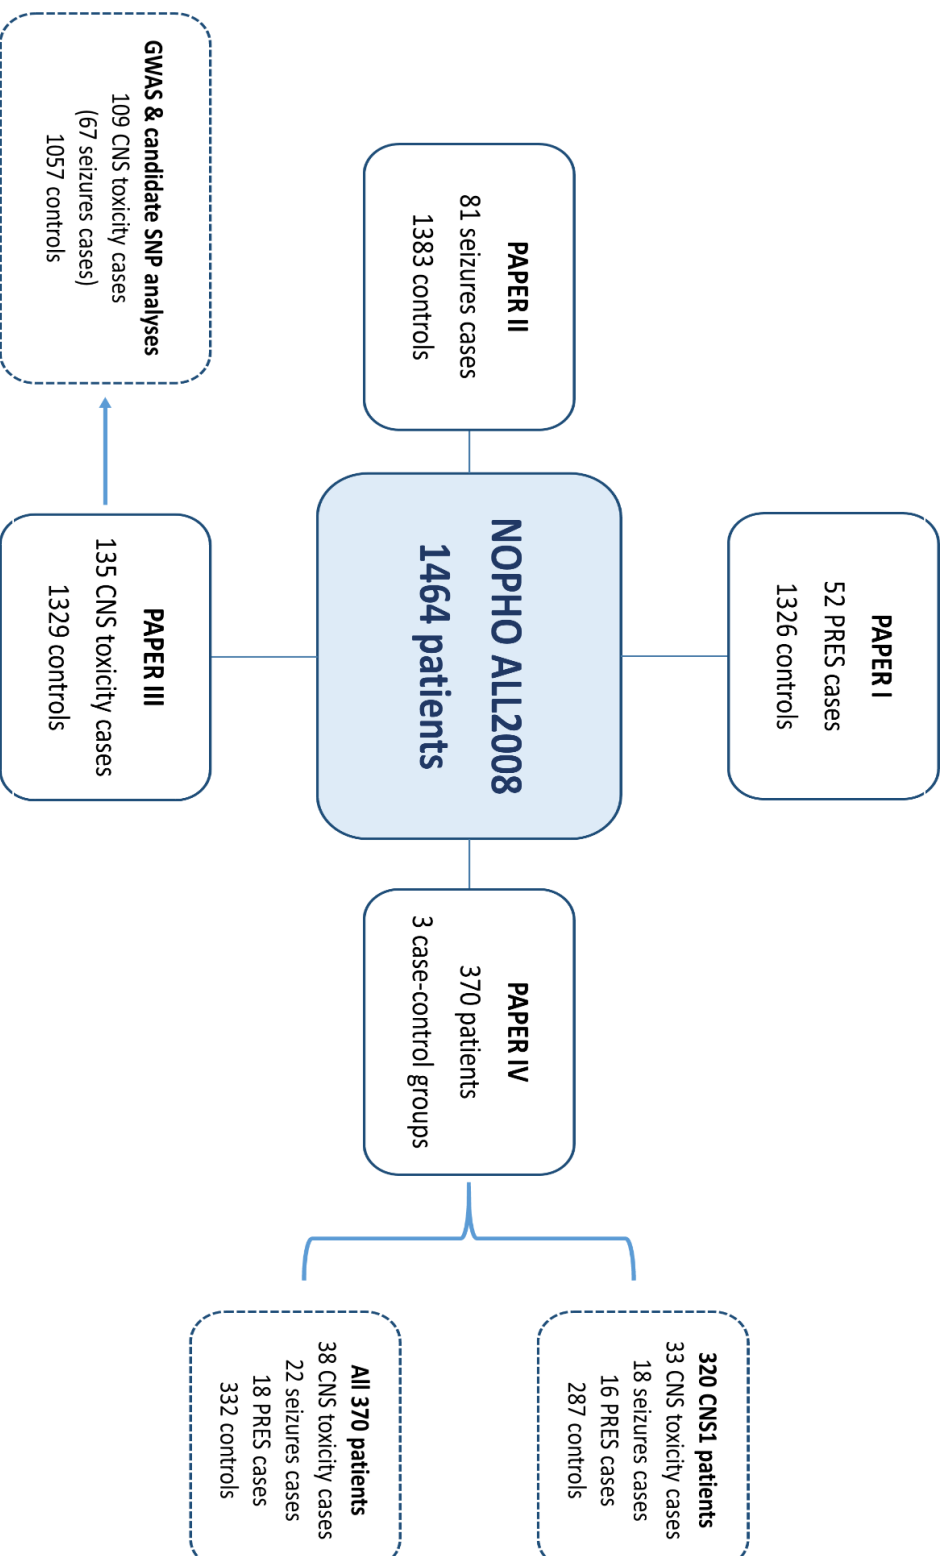 PAPER I
52 PRES cases
1326 controls
PAPER II
81 seizures cases
1383 controls
NOPHO ALL2008
1464 patients
PAPER IV
370 patients
3 case-control groups
320 CNS1 patients
33 CNS toxicity cases
18 seizures cases
16 PRES cases
287 controls
All 370 patients
38 CNS toxicity cases
22 seizures cases
18 PRES cases
332 controls
GWAS & candidate SNP analyses
109 CNS toxicity cases
(67 seizures cases)
1057 controls
PAPER III
135 CNS toxicity cases
1329 controls